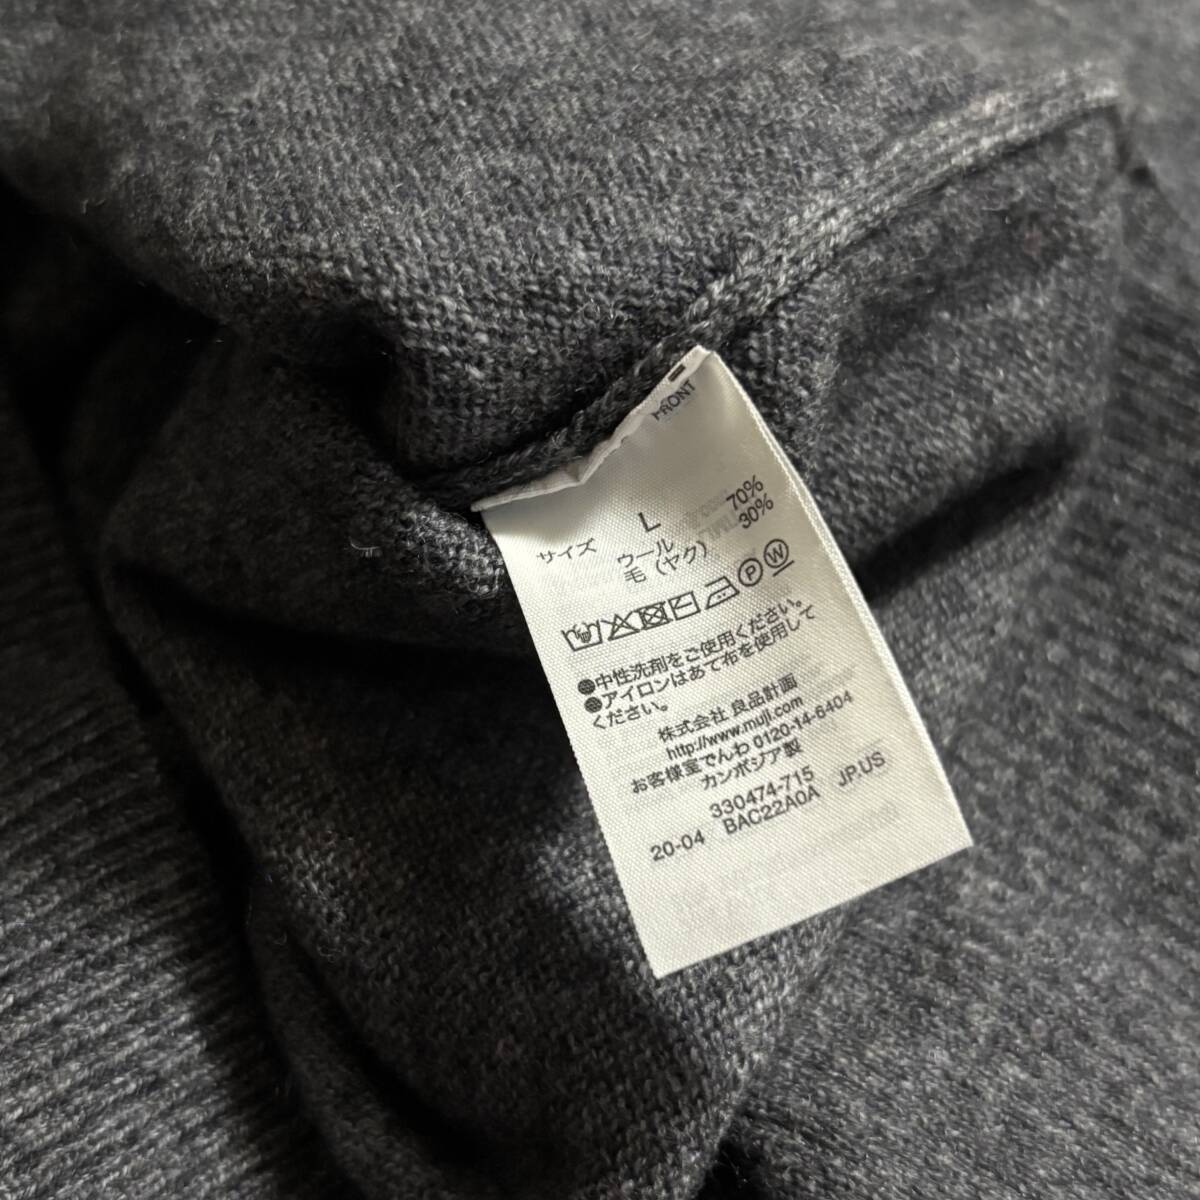 FRONT
サイズ L
ウール 70%
毛(ヤク) 30%
P W
●中性洗剤をご使用ください。
●アイロンはあて布を使用して
ください。
株式会社 良品計画
http://www.muji.com
お客様室でんわ 0120-14-6404
カンボジア製
330474-715
20-04 BAC22A0A JP.US